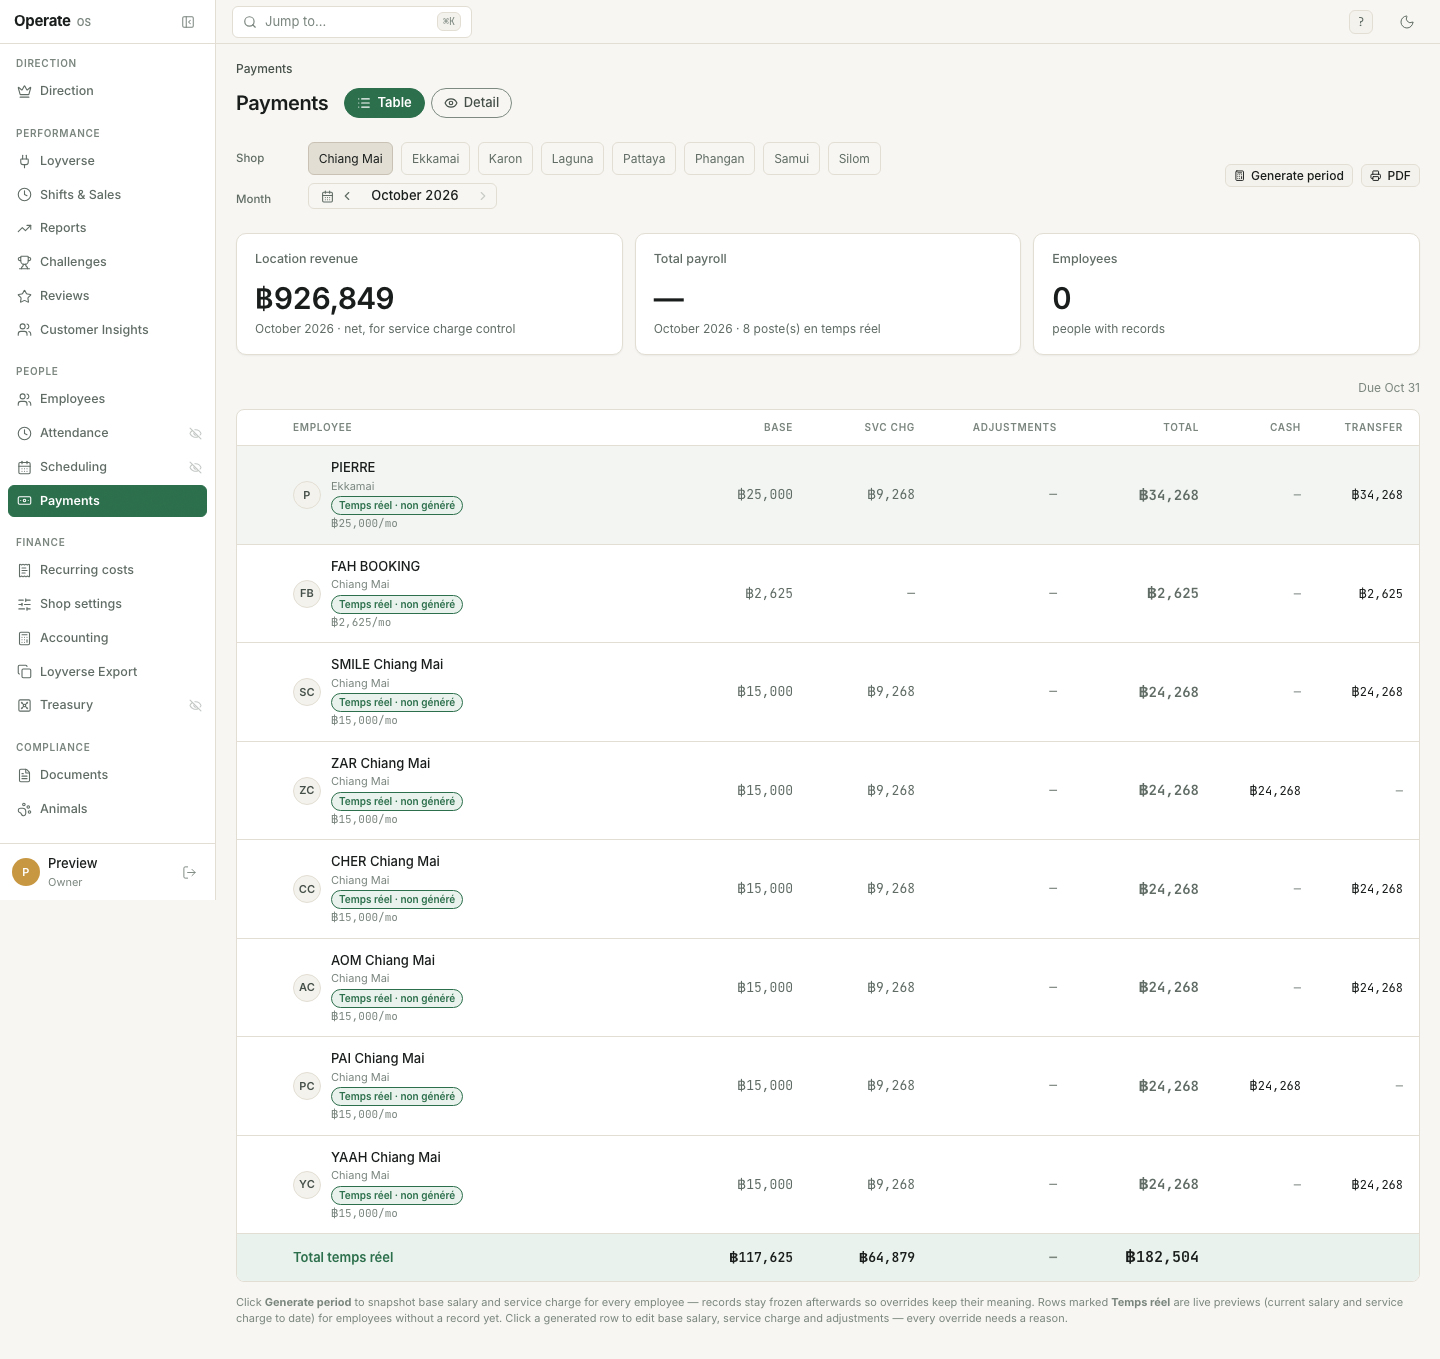 Operate os
Jump to...
⌘K
?
DIRECTION
Direction
PERFORMANCE
Loyverse
Shifts & Sales
Reports
Challenges
Reviews
Customer Insights
PEOPLE
Employees
Attendance
Scheduling
Payments
FINANCE
Recurring costs
Shop settings
Accounting
Loyverse Export
Treasury
COMPLIANCE
Documents
Animals
P
Preview
Owner
Payments
Payments Table Detail
Shop Chiang Mai Ekkamai Karon Laguna Pattaya Phangan Samui Silom
Month October 2026
Generate period PDF
Location revenue
฿926,849
October 2026 · net, for service charge control
Total payroll
—
October 2026 · 8 poste(s) en temps réel
Employees
0
people with records
Due Oct 31
EMPLOYEE BASE SVC CHG ADJUSTMENTS TOTAL CASH TRANSFER
PIERRE
Ekkamai
P ฿25,000 ฿9,268 — ฿34,268 — ฿34,268
Temps réel · non généré
฿25,000/mo
FAH BOOKING
Chiang Mai
FB ฿2,625 — — ฿2,625 — ฿2,625
Temps réel · non généré
฿2,625/mo
SMILE Chiang Mai
Chiang Mai
SC ฿15,000 ฿9,268 — ฿24,268 — ฿24,268
Temps réel · non généré
฿15,000/mo
ZAR Chiang Mai
Chiang Mai
ZC ฿15,000 ฿9,268 — ฿24,268 ฿24,268 —
Temps réel · non généré
฿15,000/mo
CHER Chiang Mai
Chiang Mai
CC ฿15,000 ฿9,268 — ฿24,268 — ฿24,268
Temps réel · non généré
฿15,000/mo
AOM Chiang Mai
Chiang Mai
AC ฿15,000 ฿9,268 — ฿24,268 — ฿24,268
Temps réel · non généré
฿15,000/mo
PAI Chiang Mai
Chiang Mai
PC ฿15,000 ฿9,268 — ฿24,268 ฿24,268 —
Temps réel · non généré
฿15,000/mo
YAAH Chiang Mai
Chiang Mai
YC ฿15,000 ฿9,268 — ฿24,268 — ฿24,268
Temps réel · non généré
฿15,000/mo
Total temps réel ฿117,625 ฿64,879 — ฿182,504
Click Generate period to snapshot base salary and service charge for every employee — records stay frozen afterwards so overrides keep their meaning. Rows marked Temps réel are live previews (current salary and service
charge to date) for employees without a record yet. Click a generated row to edit base salary, service charge and adjustments — every override needs a reason.